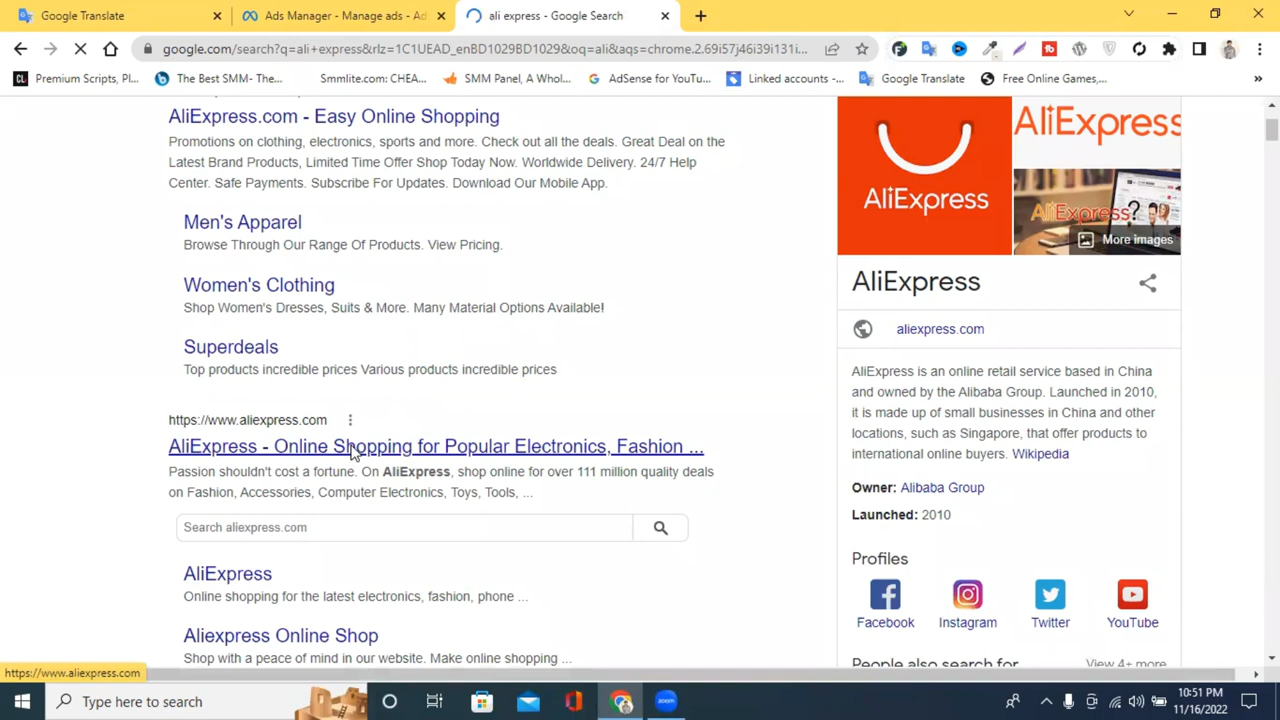 Google Translate
Ads Manager - Manage ads - Ad
ali express - Google Search
google.com/search?q=ali+express&rlz=1C1UEAD_enBD1029BD1029&oq=ali&aqs=chrome.2.69i57j46i39i131i...
Premium Scripts, Pl...
The Best SMM- The...
Smmlite.com: CHEA...
SMM Panel, A Whol...
AdSense for YouTu...
Linked accounts -...
Google Translate
Free Online Games,...
AliExpress.com - Easy Online Shopping
Promotions on clothing, electronics, sports and more. Check out all the deals. Great Deal on the
Latest Brand Products, Limited Time Offer Shop Today Now. Worldwide Delivery. 24/7 Help
Center. Safe Payments. Subscribe For Updates. Download Our Mobile App.
Men's Apparel
Browse Through Our Range Of Products. View Pricing.
Women's Clothing
Shop Women's Dresses, Suits & More. Many Material Options Available!
Superdeals
Top products incredible prices Various products incredible prices
https://www.aliexpress.com
AliExpress - Online Shopping for Popular Electronics, Fashion ...
Passion shouldn't cost a fortune. On AliExpress, shop online for over 111 million quality deals
on Fashion, Accessories, Computer Electronics, Toys, Tools, ...
Search aliexpress.com
AliExpress
Online shopping for the latest electronics, fashion, phone ...
Aliexpress Online Shop
Shop with a peace of mind in our website. Make online shopping ...
AliExpress
AliExpress
AliExpress?
More images
AliExpress
aliexpress.com
AliExpress is an online retail service based in China
and owned by the Alibaba Group. Launched in 2010,
it is made up of small businesses in China and other
locations, such as Singapore, that offer products to
international online buyers. Wikipedia
Owner: Alibaba Group
Launched: 2010
Profiles
Facebook
Instagram
Twitter
YouTube
People also search for
View 4+ more
https://www.aliexpress.com
Type here to search
zoom
10:51 PM
11/16/2022